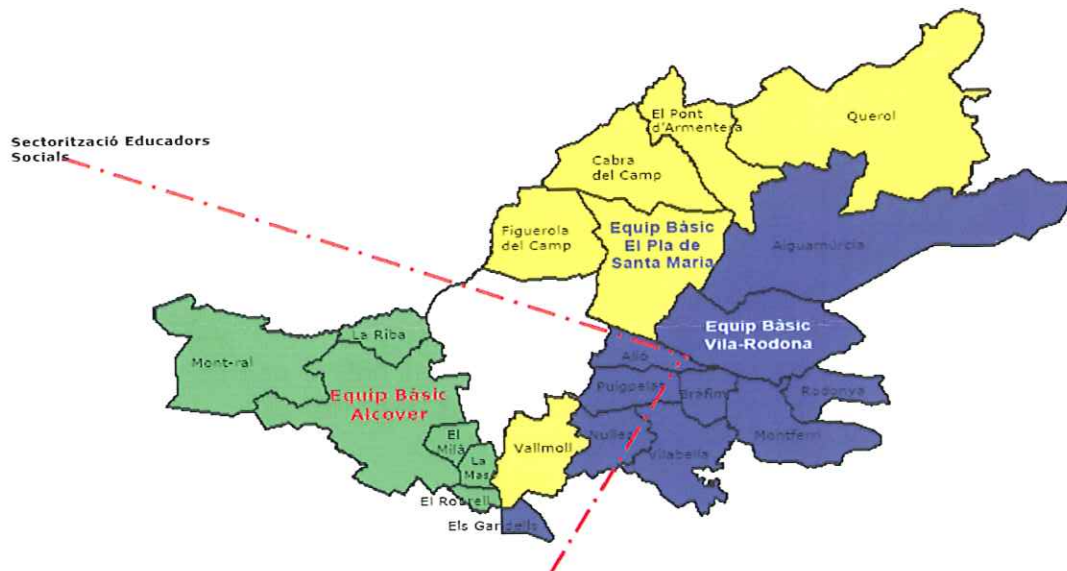 Sectorització Educadors
Socials
El Pont
d'Armentera
Querol
Cabra
del Camp
Figuerola
del Camp
Equip Bàsic
El Pla de
Santa Maria
Aiguamúrcia
Equip Bàsic
Vila-Rodona
La Riba
Mont-ral
Alió
Equip Bàsic
Alcover
Puigpelat
Bràfim
Rodonya
El
Milà
Vallmoll
Nulles
Montferri
Vilabella
La
Mas
El Rourell
Els Garidells